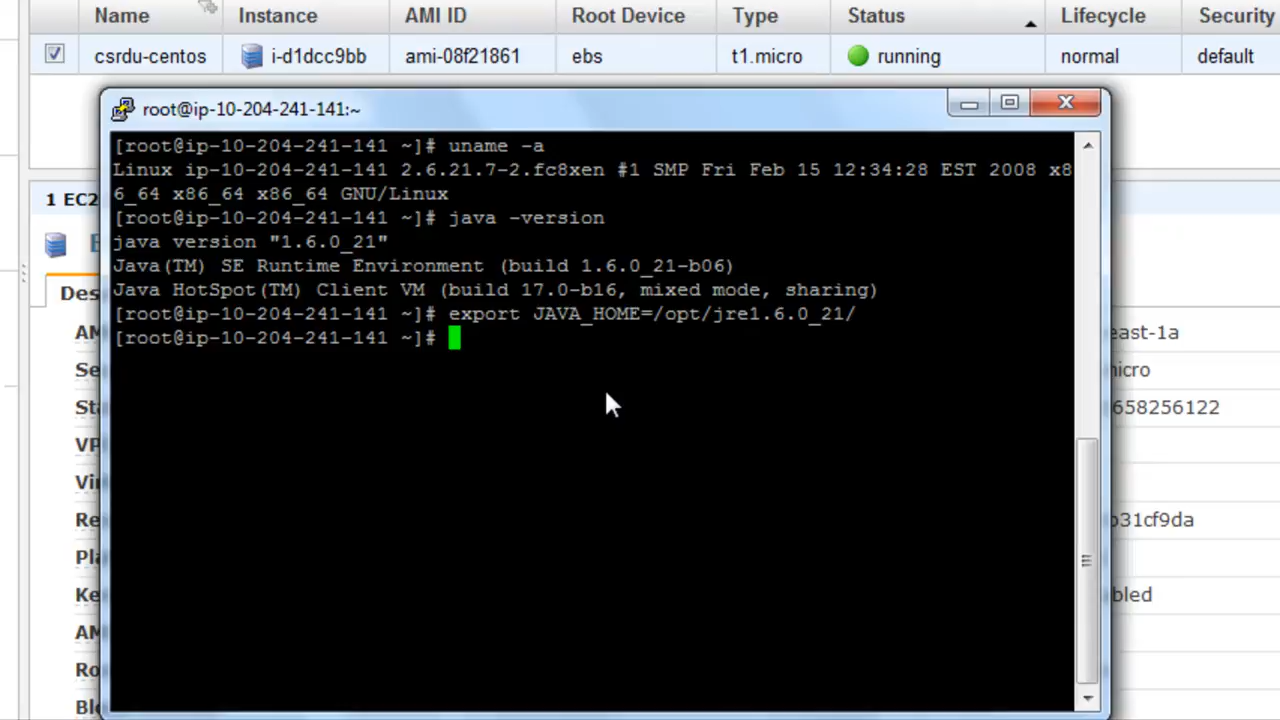 Name Instance AMI ID Root Device Type Status Lifecycle Security
csrdu-centos i-d1dcc9bb ami-08f21861 ebs t1.micro running normal default
root@ip-10-204-241-141:~
[root@ip-10-204-241-141 ~]# uname -a
Linux ip-10-204-241-141 2.6.21.7-2.fc8xen #1 SMP Fri Feb 15 12:34:28 EST 2008 x8
6_64 x86_64 x86_64 GNU/Linux
[root@ip-10-204-241-141 ~]# java -version
java version "1.6.0_21"
Java(TM) SE Runtime Environment (build 1.6.0_21-b06)
Java HotSpot(TM) Client VM (build 17.0-b16, mixed mode, sharing)
[root@ip-10-204-241-141 ~]# export JAVA_HOME=/opt/jre1.6.0_21/
[root@ip-10-204-241-141 ~]#
1 EC2
Des
AM east-1a
Se micro
Sta 658256122
VP
Vir
Re b31cf9da
Pla
Ke bled
AM
Ro
Blo